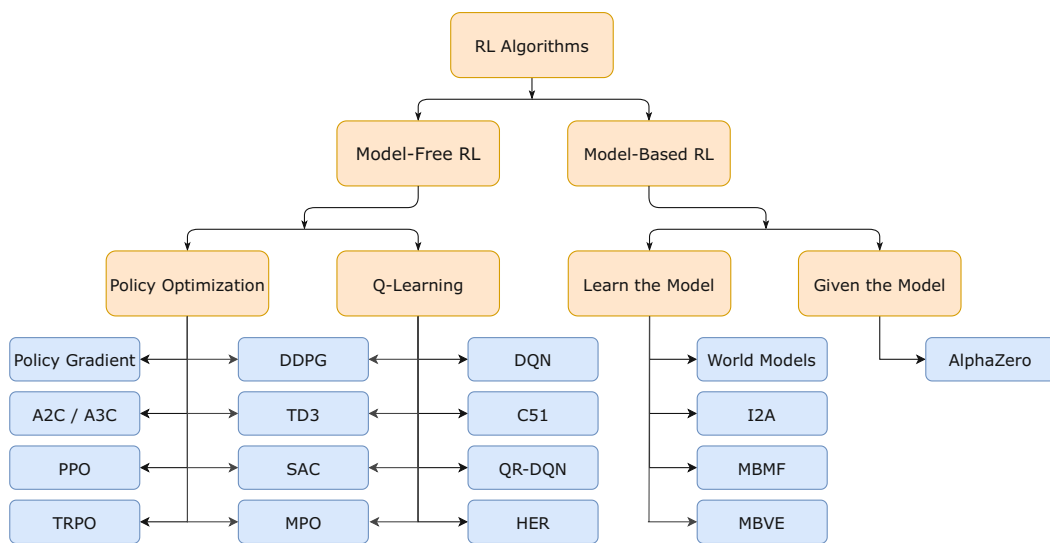 RL Algorithms
Model-Free RL
Model-Based RL
Policy Optimization
Q-Learning
Learn the Model
Given the Model
Policy Gradient
DDPG
DQN
World Models
AlphaZero
A2C / A3C
TD3
C51
I2A
PPO
SAC
QR-DQN
MBMF
TRPO
MPO
HER
MBVE